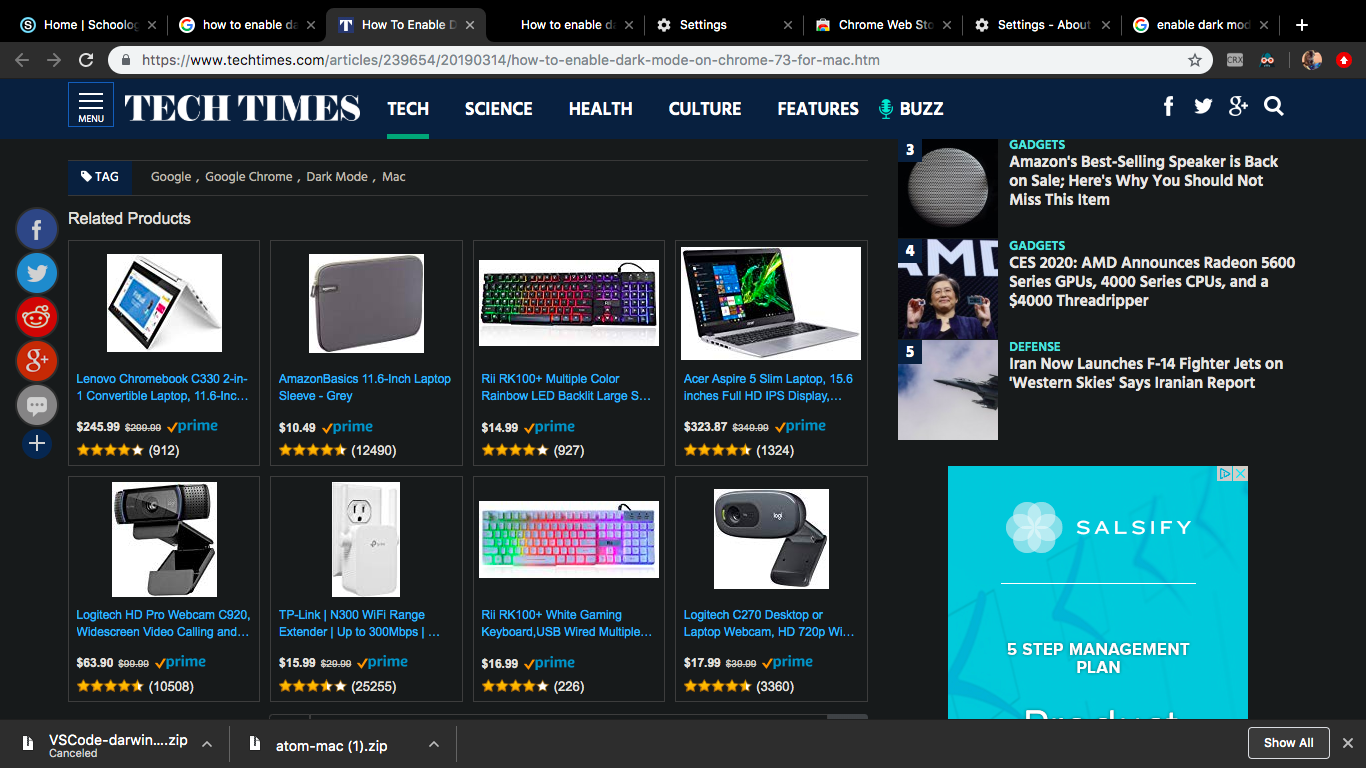 Home | Schoolog
how to enable da
How To Enable D
How to enable d
Settings
Chrome Web Sto
Settings - About
enable dark mod
https://www.techtimes.com/articles/239654/20190314/how-to-enable-dark-mode-on-chrome-73-for-mac.htm
CRX
MENU
TECH TIMES
TECH
SCIENCE
HEALTH
CULTURE
FEATURES
BUZZ
TAG
Google , Google Chrome , Dark Mode , Mac
Related Products
Lenovo Chromebook C330 2-in-
1 Convertible Laptop, 11.6-Inc...
$245.99 $299.99 prime
(912)
AmazonBasics 11.6-Inch Laptop
Sleeve - Grey
$10.49 prime
(12490)
Rii RK100+ Multiple Color
Rainbow LED Backlit Large S...
$14.99 prime
(927)
Acer Aspire 5 Slim Laptop, 15.6
inches Full HD IPS Display,...
$323.87 $349.99 prime
(1324)
Logitech HD Pro Webcam C920,
Widescreen Video Calling and...
$63.90 $99.99 prime
(10508)
TP-Link | N300 WiFi Range
Extender | Up to 300Mbps | ...
$15.99 $29.99 prime
(25255)
Rii RK100+ White Gaming
Keyboard,USB Wired Multiple...
$16.99 prime
(226)
logi
Logitech C270 Desktop or
Laptop Webcam, HD 720p Wi...
$17.99 $39.99 prime
(3360)
3
GADGETS
Amazon's Best-Selling Speaker is Back
on Sale; Here's Why You Should Not
Miss This Item
4
AMD
GADGETS
CES 2020: AMD Announces Radeon 5600
Series GPUs, 4000 Series CPUs, and a
$4000 Threadripper
5
DEFENSE
Iran Now Launches F-14 Fighter Jets on
'Western Skies' Says Iranian Report
SALSIFY
5 STEP MANAGEMENT
PLAN
Product
VSCode-darwin....zip
Canceled
atom-mac (1).zip
Show All